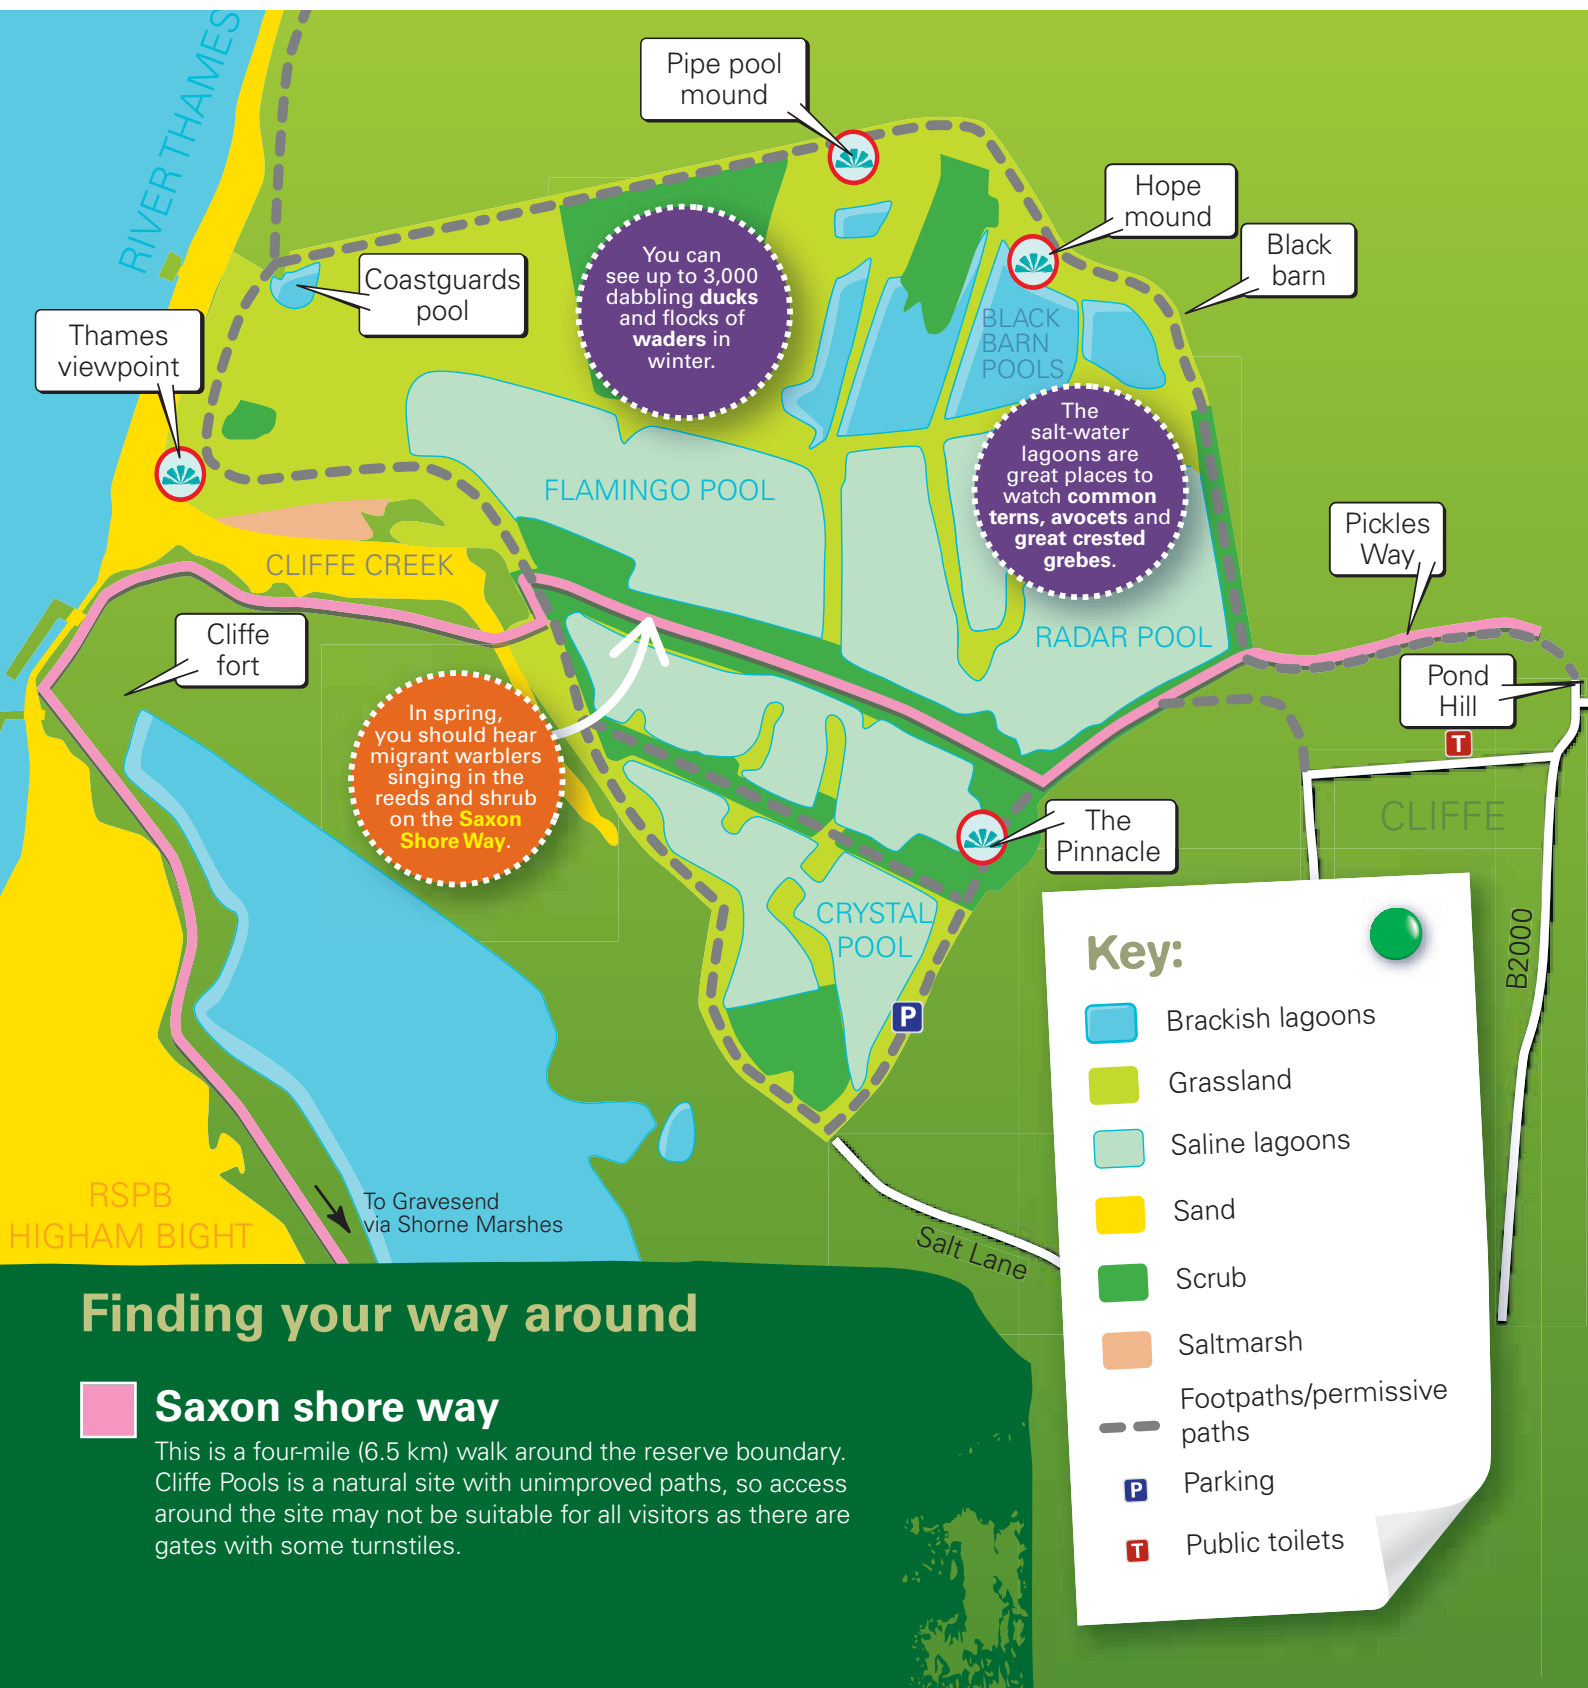 RIVER THAMES
Pipe pool
mound
Hope
mound
Black
barn
Coastguards
pool
Thames
viewpoint
You can
see up to 3,000
dabbling ducks
and flocks of
waders in
winter.
BLACK
BARN
POOLS
The
salt-water
lagoons are
great places to
watch common
terns, avocets and
great crested
grebes.
FLAMINGO POOL
Pickles
Way
CLIFFE CREEK
Cliffe
fort
RADAR POOL
Pond
Hill
T
In spring,
you should hear
migrant warblers
singing in the
reeds and shrub
on the Saxon
Shore Way.
CLIFFE
The
Pinnacle
CRYSTAL
POOL
P
B2000
Key:
Brackish lagoons
Grassland
Saline lagoons
Sand
Scrub
Saltmarsh
Footpaths/permissive
paths
P Parking
T Public toilets
RSPB
HIGHAM BIGHT
To Gravesend
via Shorne Marshes
Salt Lane
Finding your way around
Saxon shore way
This is a four-mile (6.5 km) walk around the reserve boundary.
Cliffe Pools is a natural site with unimproved paths, so access
around the site may not be suitable for all visitors as there are
gates with some turnstiles.